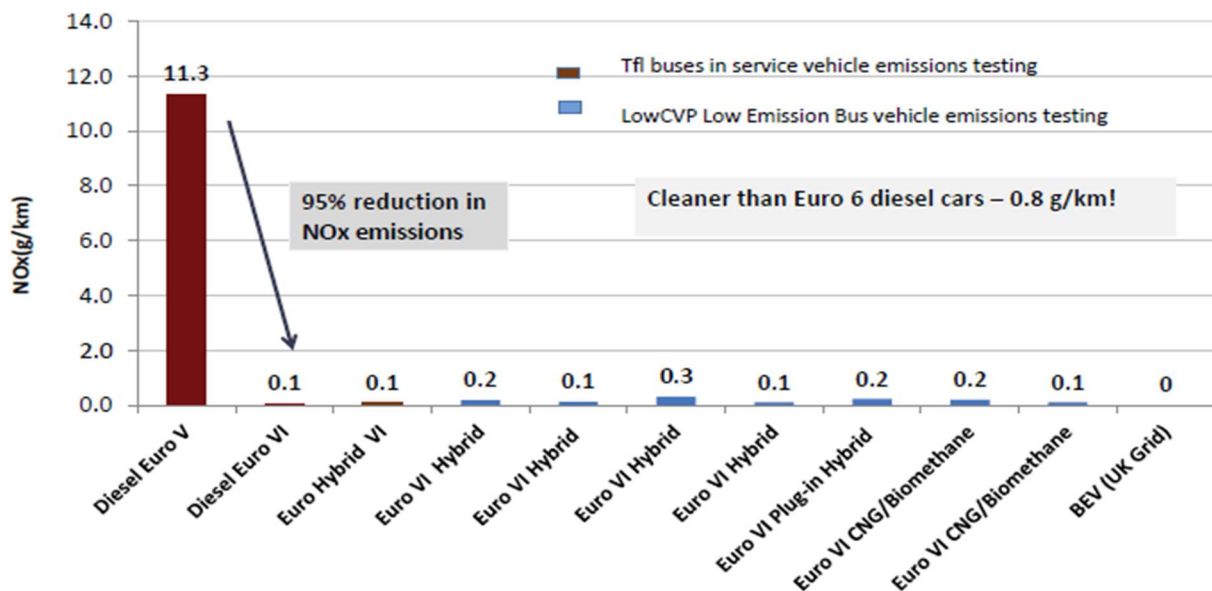 14.0
12.0
10.0
8.0
6.0
4.0
2.0
0.0
NOx(g/km)
11.3
0.1
0.1
0.2
0.1
0.3
0.1
0.2
0.2
0.1
0
Tfl buses in service vehicle emissions testing
LowCVP Low Emission Bus vehicle emissions testing
95% reduction in
NOx emissions
Cleaner than Euro 6 diesel cars – 0.8 g/km!
Diesel Euro V
Diesel Euro VI
Euro Hybrid VI
Euro VI Hybrid
Euro VI Hybrid
Euro VI Hybrid
Euro VI Hybrid
Euro VI Plug-in Hybrid
Euro VI CNG/Biomethane
Euro VI CNG/Biomethane
BEV (UK Grid)